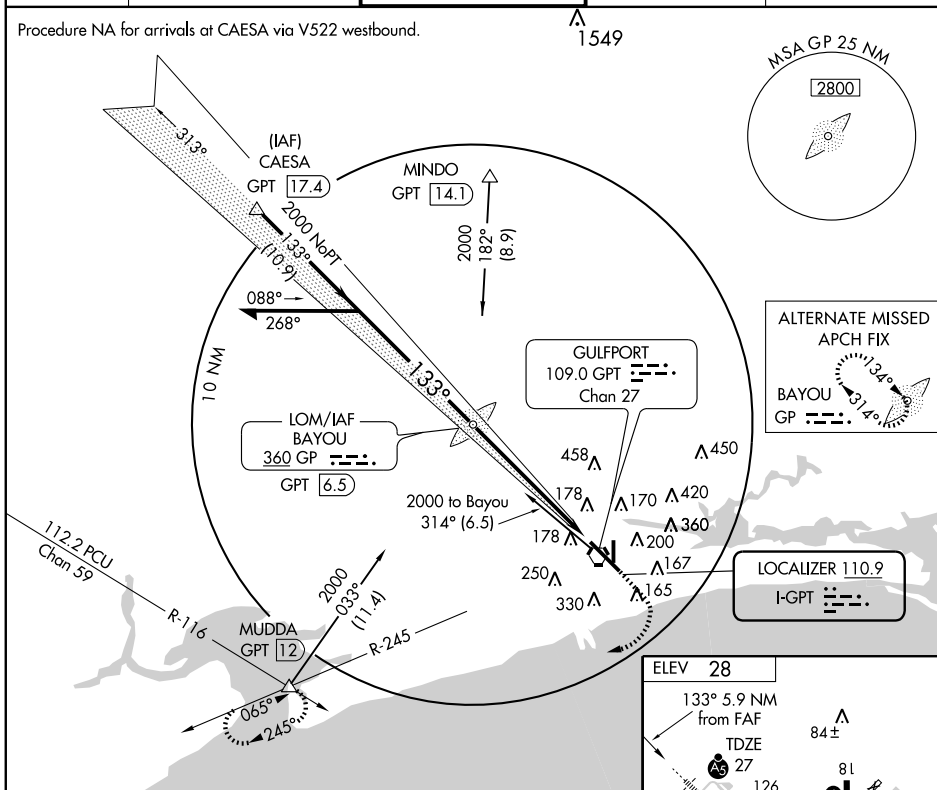 Procedure NA for arrivals at CAESA via V522 westbound.
1549
MSA GP 25 NM
2800
313°
(IAF)
CAESA
GPT 17.4
MINDO
GPT 14.1
2000 NoPT
133°
(10.9)
2000
182°
(8.9)
088°
268°
10 NM
133°
GULFPORT
109.0 GPT
Chan 27
ALTERNATE MISSED
APCH FIX
BAYOU
GP
134°
314°
LOM/IAF
BAYOU
360 GP
GPT 6.5
2000 to Bayou
314° (6.5)
458
450
178
170
420
360
178
200
167
250
165
330
112.2 PCU
Chan 59
R-116
LOCALIZER 110.9
I-GPT
2000
033°
(11.4)
MUDDA
GPT 12
R-245
065°
245°
ELEV 28
133° 5.9 NM
from FAF
84±
TDZE
27
A5
126
18